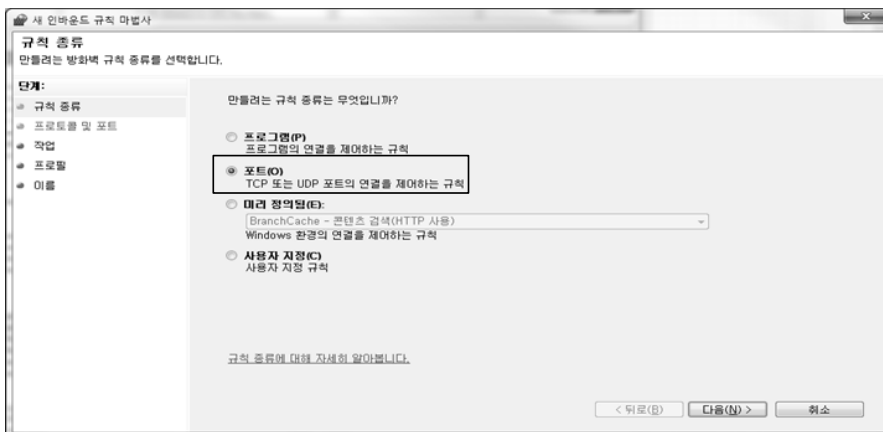 새 인바운드 규칙 마법사
규칙 종류
만들려는 방화벽 규칙 종류를 선택합니다.
단계:
규칙 종류
프로토콜 및 포트
작업
프로필
이름
만들려는 규칙 종류는 무엇입니까?
프로그램(P)
프로그램의 연결을 제어하는 규칙
포트(O)
TCP 또는 UDP 포트의 연결을 제어하는 규칙
미리 정의됨(E):
BranchCache - 콘텐츠 검색(HTTP 사용)
Windows 환경의 연결을 제어하는 규칙
사용자 지정(C)
사용자 지정 규칙
규칙 종류에 대해 자세히 알아봅니다.
< 뒤로(B) 다음(N) > 취소